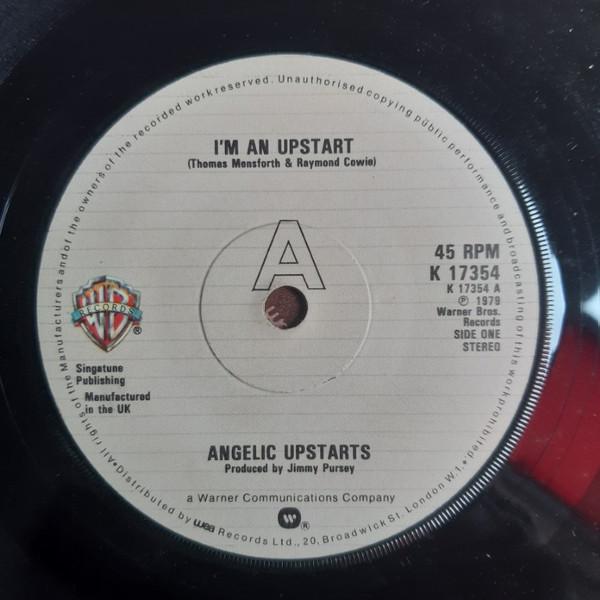 •All rights of the Manufacturers and of the owners of the recorded work reserved. Unauthorised copying public performance and broadcasting of this work prohibited.•
I'M AN UPSTART
(Thomas Mensforth & Raymond Cowie)
A
45 RPM
K 17354
K 17354 A
Ⓟ 1979
Warner Bros.
Records
SIDE ONE
STEREO
WB
RECORDS
®
Singatune
Publishing
Manufactured
in the UK
ANGELIC UPSTARTS
Produced by Jimmy Pursey
a Warner Communications Company
®
Distributed by wea Records Ltd., 20, Broadwick St. London W.1.